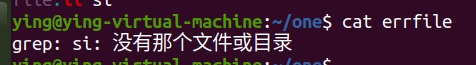 ying@ying-virtual-machine:~/one$ cat errfile
grep: si: 没有那个文件或目录